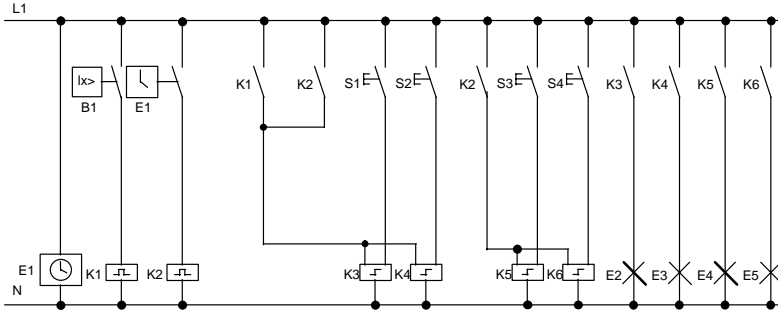 L1
K1 K2 S1 S2 K2 S3 S4 K3 K4 K5 K6
lx>
B1 E1
E1 K1 K2 K3 K4 K5 K6 E2 E3 E4 E5
N